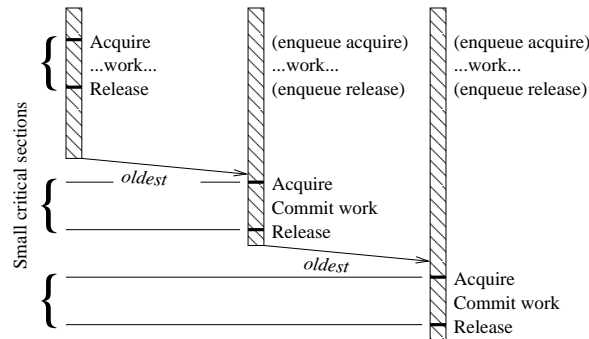 Acquire
...work...
Release
(enqueue acquire)
...work...
(enqueue release)
(enqueue acquire)
...work...
(enqueue release)
Small critical sections
oldest
Acquire
Commit work
Release
oldest
Acquire
Commit work
Release